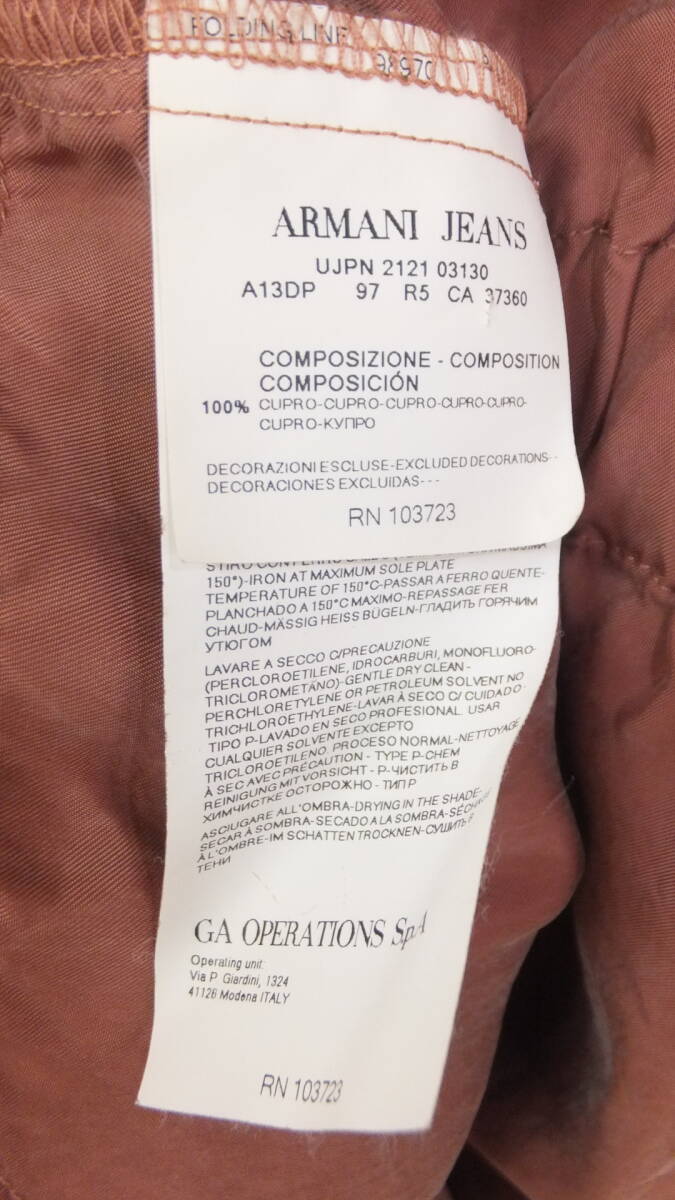 FOLDING LINE
ARMANI JEANS
UJPN 2121 03130
A13DP 97 R5 CA 37360
COMPOSIZIONE - COMPOSITION
COMPOSICIÓN
100% CUPRO-CUPRO-CUPRO-CUPRO-CUPRO-
CUPRO-КУПРО
DECORAZIONI ESCLUSE-EXCLUDED DECORATIONS--
DECORACIONES EXCLUIDAS---
RN 103723
150°)-IRON AT MAXIMUM SOLE PLATE
TEMPERATURE OF 150°C-PASSAR A FERRO QUENTE-
PLANCHADO A 150°C MAXIMO-REPASSAGE FER
CHAUD-MÄSSIG HEISS BÜGELN-ГЛАДИТЬ ГОРЯЧИМ
УТЮГОМ
LAVARE A SECCO C/PRECAUZIONE
(PERCLOROETILENE, IDROCARBURI, MONOFLUORO-
TRICLOROMETANO)-GENTLE DRY CLEAN -
PERCHLORETYLENE OR PETROLEUM SOLVENT NO
TRICHLOROETHYLENE-LAVAR À SECO C/ CUIDADO-
TIPO P-LAVADO EN SECO PROFESIONAL. USAR
CUALQUIER SOLVENTE EXCEPTO
TRICLOROETILENO. PROCESO NORMAL-NETTOYAGE
À SEC AVEC PRÉCAUTION - TYPE P-CHEM
REINIGUNG MIT VORSICHT - P-ЧИСТИТЬ В
ХИМЧИСТКЕ ОСТОРОЖНО - ТИП P
ASCIUGARE ALL'OMBRA-DRYING IN THE SHADE-
SECAR À SOMBRA-SECADO A LA SOMBRA-SÉCHAGE
À L'OMBRE-IM SCHATTEN TROCKNEN-СУШИТЬ В
ТЕНИ
GA OPERATIONS S.p.A
Operating unit:
Via P. Giardini, 1324
41126 Modena ITALY
RN 103723